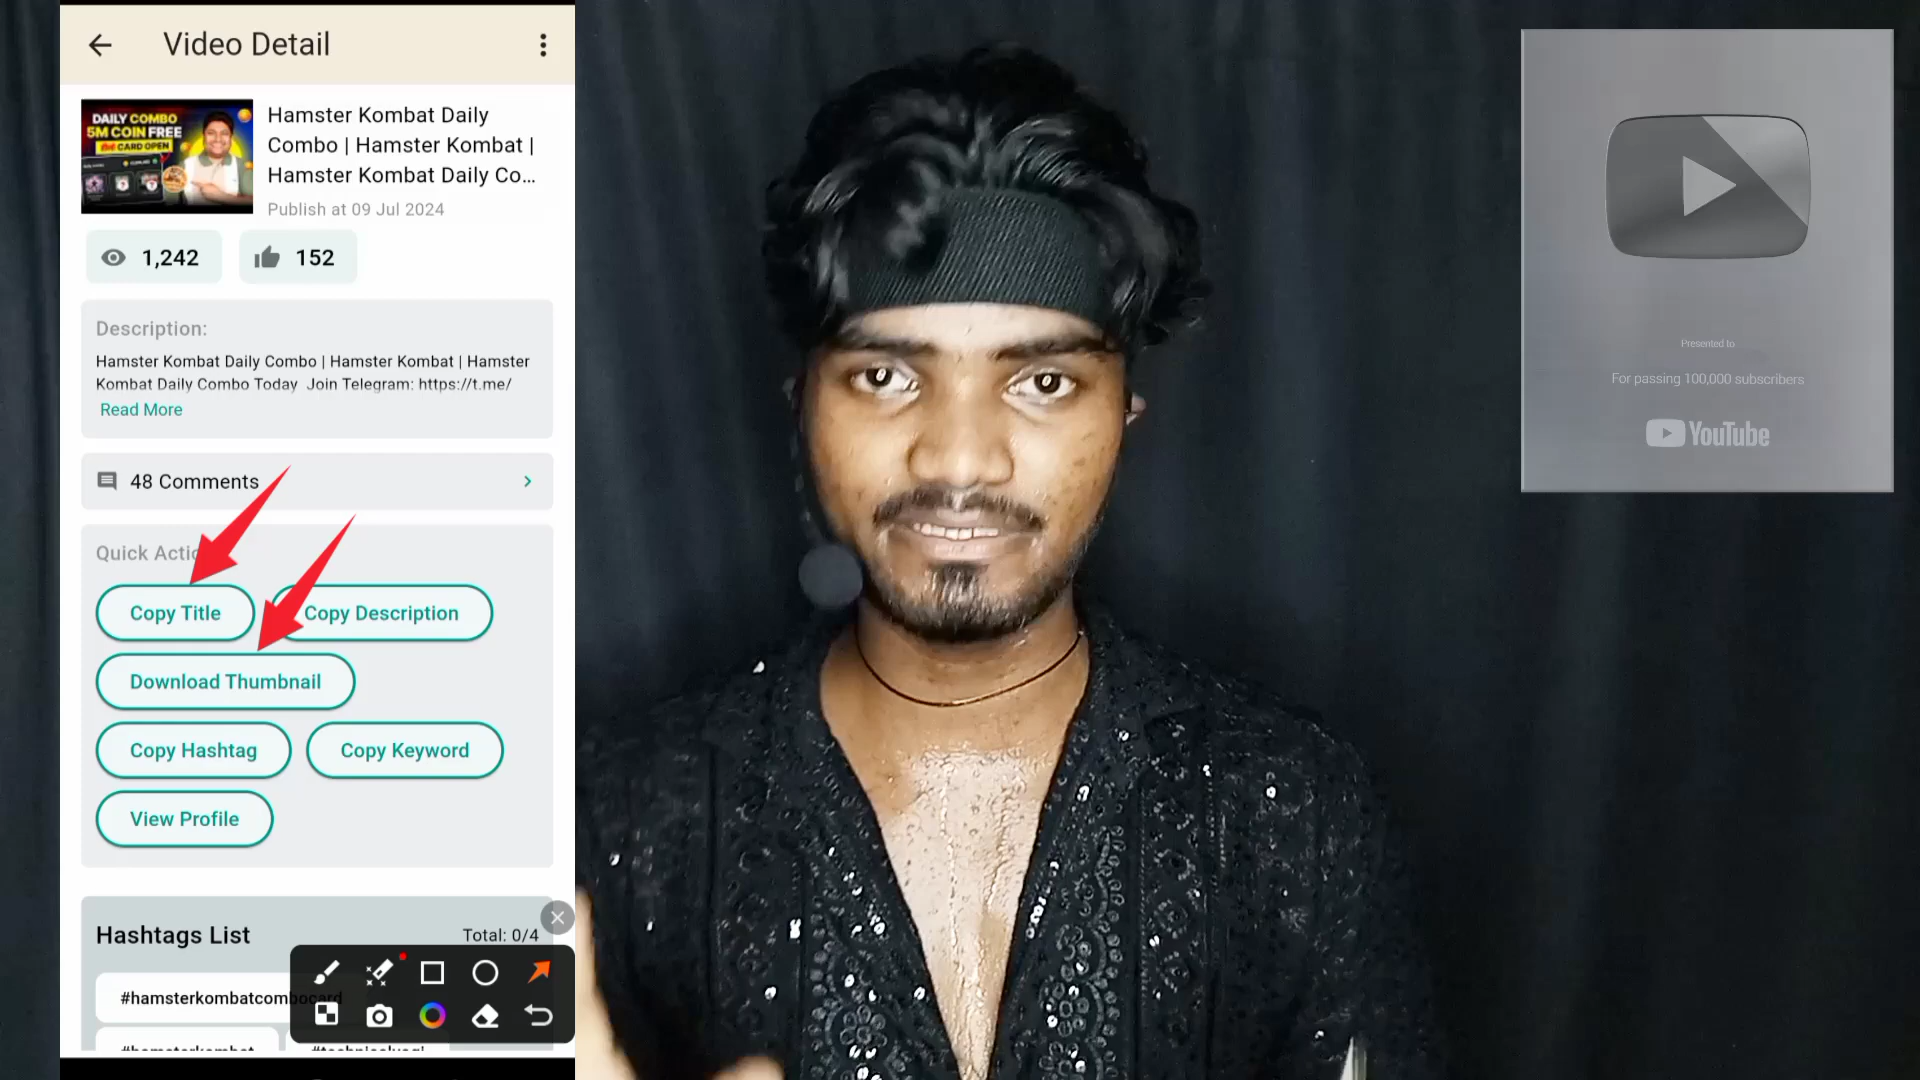 Video Detail
DAILY COMBO
5M COIN FREE
CARD OPEN
Hamster Kombat Daily
Combo | Hamster Kombat |
Hamster Kombat Daily Co...
Publish at 09 Jul 2024
1,242
152
Description:
Hamster Kombat Daily Combo | Hamster Kombat | Hamster
Kombat Daily Combo Today Join Telegram: https://t.me/
Read More
48 Comments
Quick Actio
Copy Title
Copy Description
Download Thumbnail
Copy Hashtag
Copy Keyword
View Profile
Hashtags List
Total: 0/4
#hamsterkombatcombocard
#hamsterkombat
Presented to
For passing 100,000 subscribers
YouTube